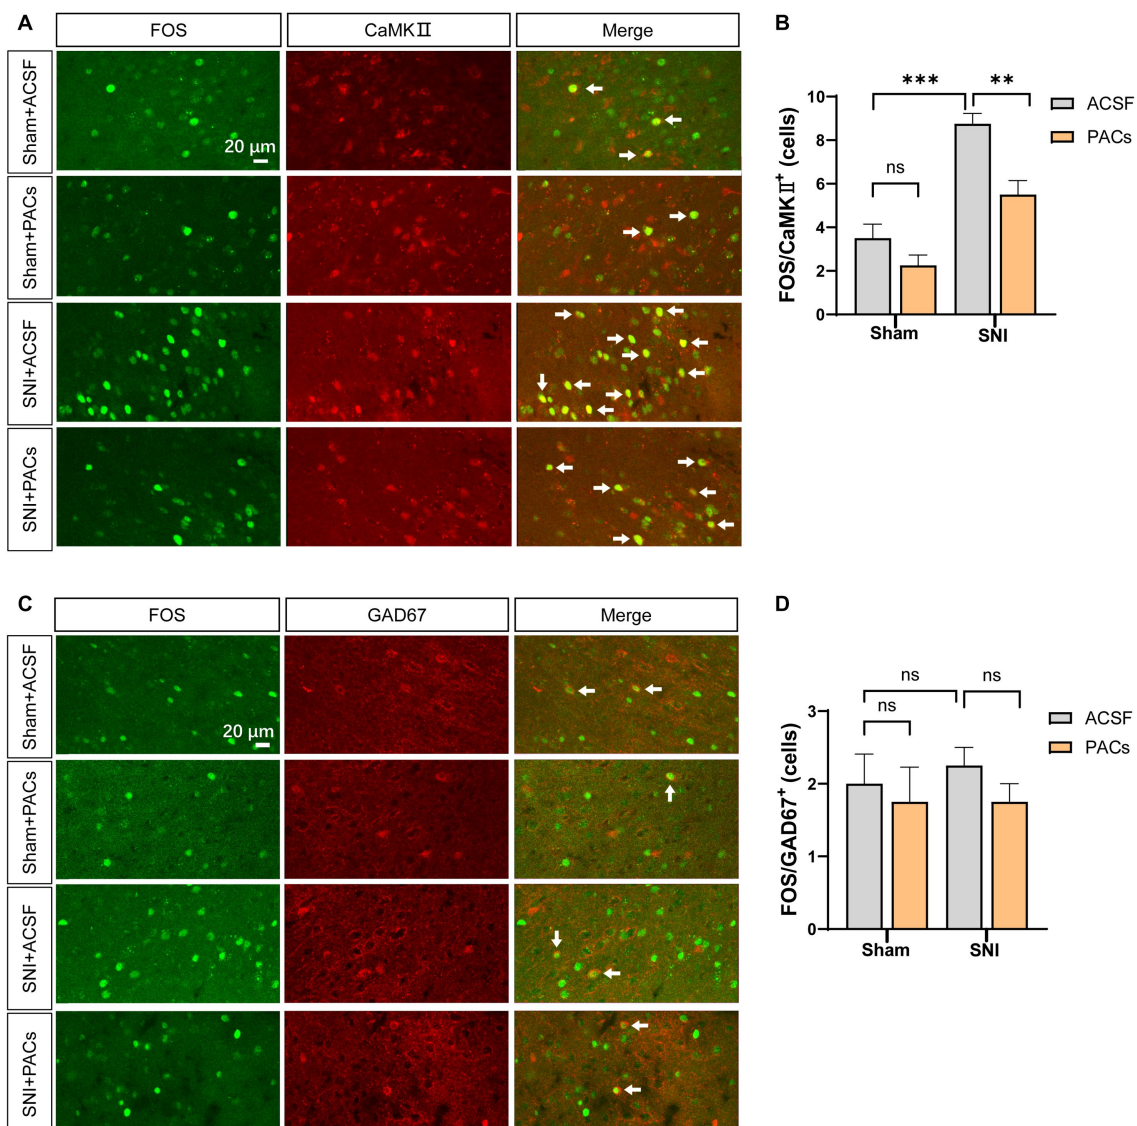 A
FOS
CaMKⅡ
Merge
Sham+ACSF
20 μm
Sham+PACs
SNI+ACSF
SNI+PACs
B
***
**
ns
ACSF
PACs
FOS/CaMKⅡ+ (cells)
10
8
6
4
2
0
Sham
SNI
C
FOS
GAD67
Merge
Sham+ACSF
20 μm
Sham+PACs
SNI+ACSF
SNI+PACs
D
ns
ns
ns
ACSF
PACs
FOS/GAD67+ (cells)
3
2
1
0
Sham
SNI